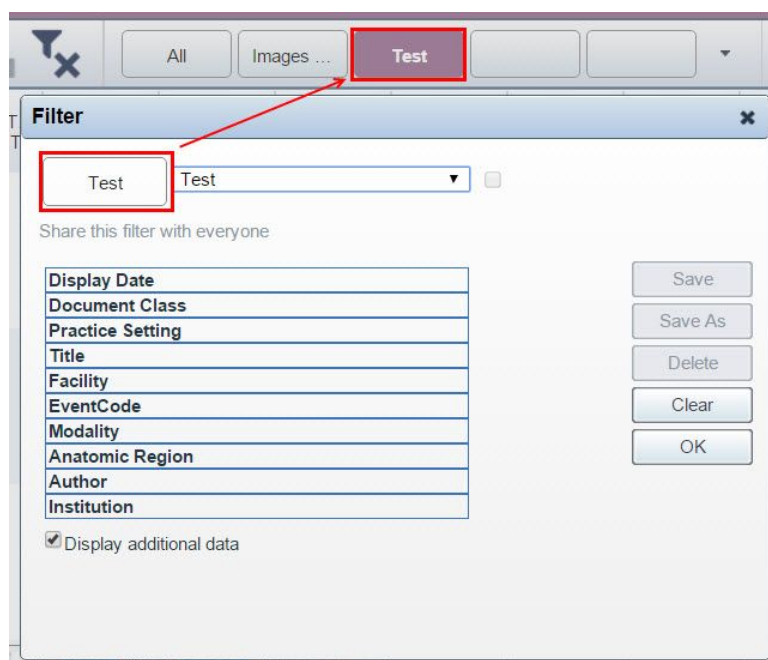 All
Images ...
Test
T
T
Filter
Test
Test
Share this filter with everyone
Display Date
Document Class
Practice Setting
Title
Facility
EventCode
Modality
Anatomic Region
Author
Institution
Save
Save As
Delete
Clear
OK
Display additional data